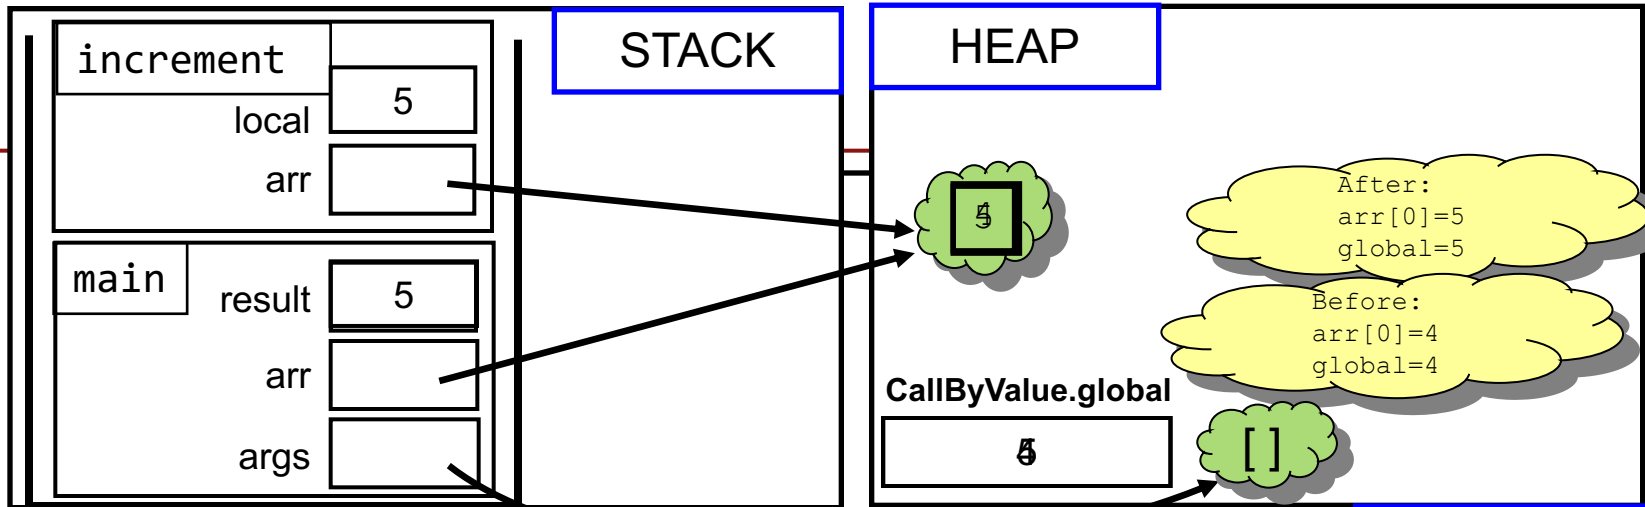 STACK
HEAP
increment
local 5
arr
main
result 5
arr
args
After:
arr[0]=5
global=5
Before:
arr[0]=4
global=4
CallByValue.global
[]